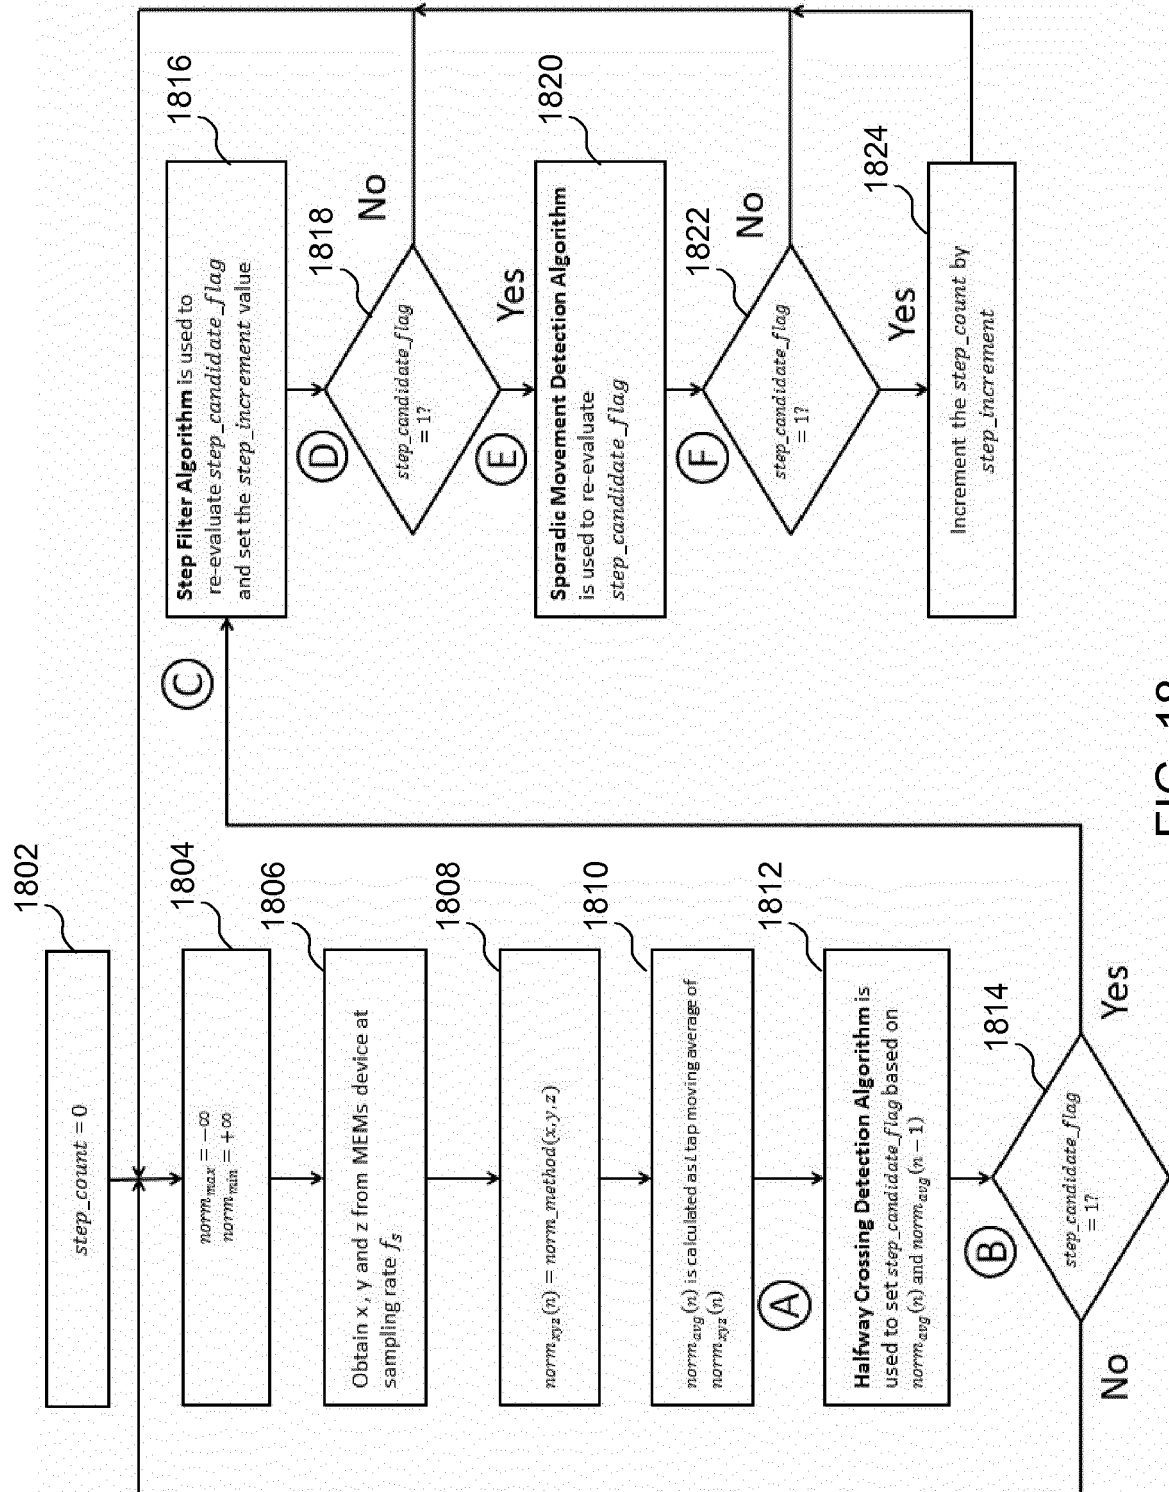 1802
step_count = 0
1804
norm_max = −∞
norm_min = +∞
1806
Obtain x, y and z from MEMs device at
sampling rate f_s
1808
norm_xyz(n) = norm_method(x,y,z)
1810
norm_avg(n) is calculated as L tap moving average of
norm_xyz(n)
A
1812
Halfway Crossing Detection Algorithm is
used to set step_candidate_flag based on
norm_avg(n) and norm_avg(n − 1)
B
1814
step_candidate_flag
= 1?
No
Yes
C
1816
Step Filter Algorithm is used to
re-evaluate step_candidate_flag
and set the step_increment value
D
1818
step_candidate_flag
= 1?
No
E
Yes
1820
Sporadic Movement Detection Algorithm
is used to re-evaluate
step_candidate_flag
F
1822
step_candidate_flag
= 1?
No
Yes
1824
Increment the step_count by
step_increment
FIG. 18